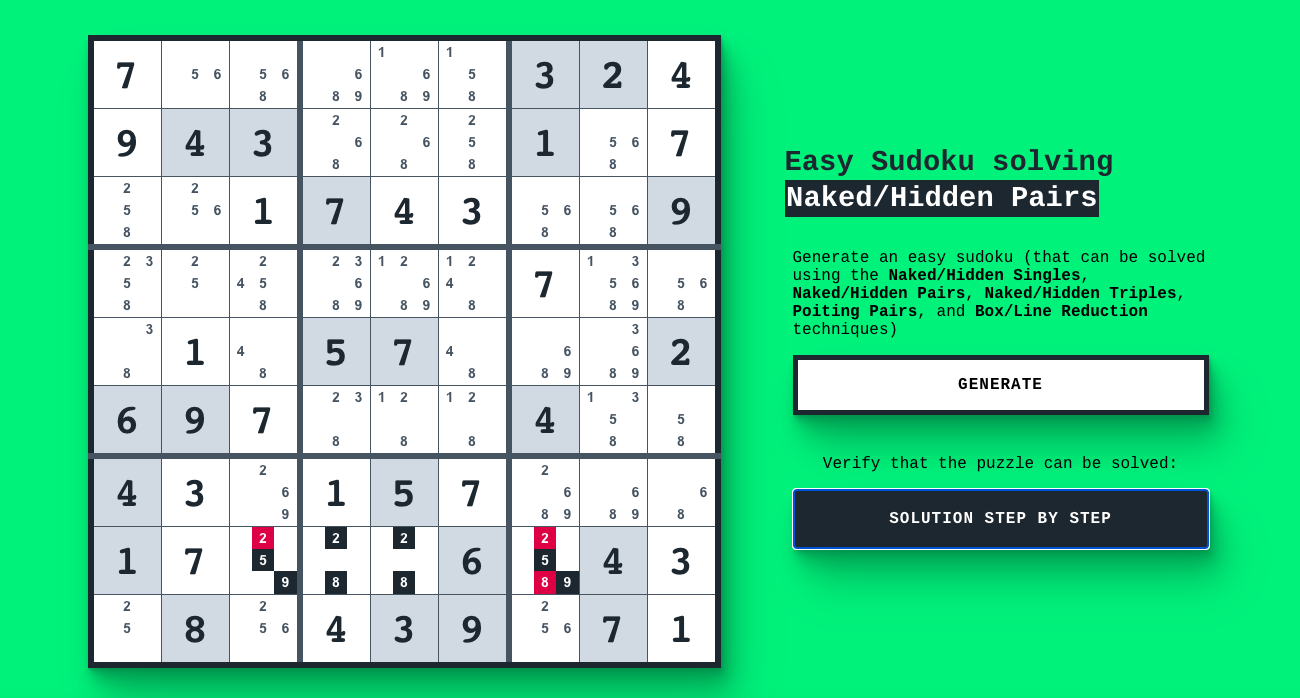 1 1
7 5 6 5 6 6 6 5 3 2 4
8 8 9 8 9 8
2 2 2
9 4 3 6 6 5 1 5 6 7
8 8 8 8
2 2
5 5 6 1 7 4 3 5 6 5 6 9
8 8 8
2 3 2 2 2 3 1 2 1 2 1 3
5 5 4 5 6 6 4 7 5 6 5 6
8 8 8 9 8 9 8 8 9 8
3 3
1 4 5 7 4 6 6 2
8 8 8 8 9 8 9
2 3 1 2 1 2 1 3
6 9 7 4 5 5
8 8 8 8 8
2 2
4 3 6 1 5 7 6 6 6
9 8 9 8 9 8
2 2 2 2
1 7 5 6 5 4 3
9 8 8 8 9
2 2 2
5 8 5 6 4 3 9 5 6 7 1
Easy Sudoku solving
Naked/Hidden Pairs
Generate an easy sudoku (that can be solved
using the Naked/Hidden Singles,
Naked/Hidden Pairs, Naked/Hidden Triples,
Poiting Pairs, and Box/Line Reduction
techniques)
GENERATE
Verify that the puzzle can be solved:
SOLUTION STEP BY STEP